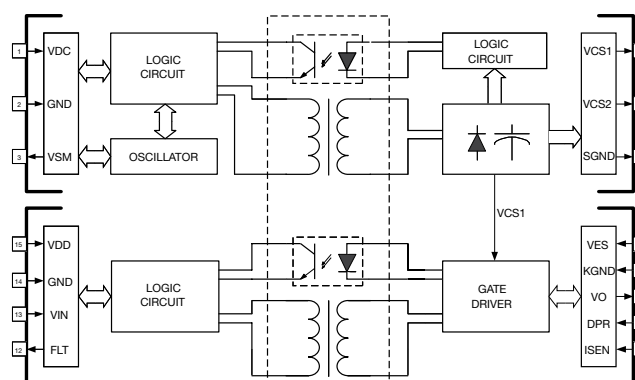 1
VDC
2
GND
3
VSM
LOGIC
CIRCUIT
OSCILLATOR
LOGIC
CIRCUIT
VCS1
VCS2
SGND
VCS1
15
VDD
14
GND
13
VIN
12
FLT
LOGIC
CIRCUIT
GATE
DRIVER
VES
KGND
VO
DPR
ISEN